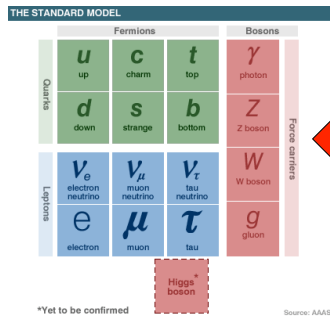 THE STANDARD MODEL
Fermions Bosons
Quarks
u c t γ
up charm top photon
d s b Z
down strange bottom Z boson
Force carriers
Leptons
νe νμ ντ W
electron neutrino muon neutrino tau neutrino W boson
e μ τ g
electron muon tau gluon
Higgs boson*
*Yet to be confirmed Source: AAAS